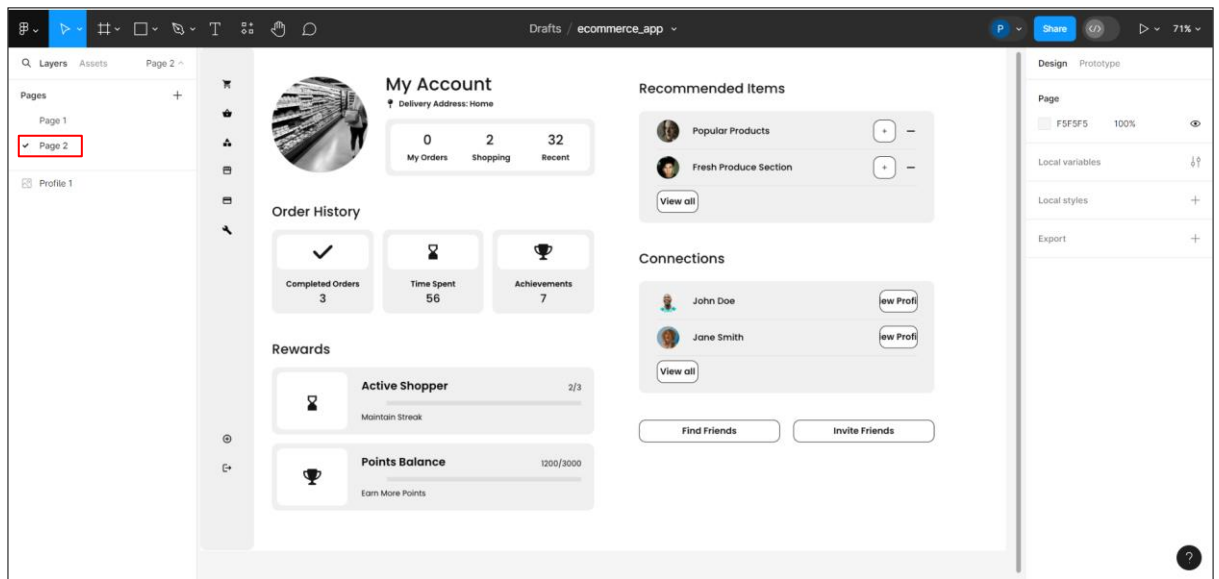 Drafts / ecommerce_app
P
Share
71%
Layers Assets Page 2
Pages
Page 1
Page 2
Profile 1
My Account
Delivery Address: Home
0 2 32
My Orders Shopping Recent
Order History
Completed Orders Time Spent Achievements
3 56 7
Rewards
Active Shopper 2/3
Maintain Streak
Points Balance 1200/3000
Earn More Points
Recommended Items
Popular Products + –
Fresh Produce Section + –
View all
Connections
John Doe ew Profi
Jane Smith ew Profi
View all
Find Friends Invite Friends
Design Prototype
Page
F5F5F5 100%
Local variables
Local styles +
Export +
?